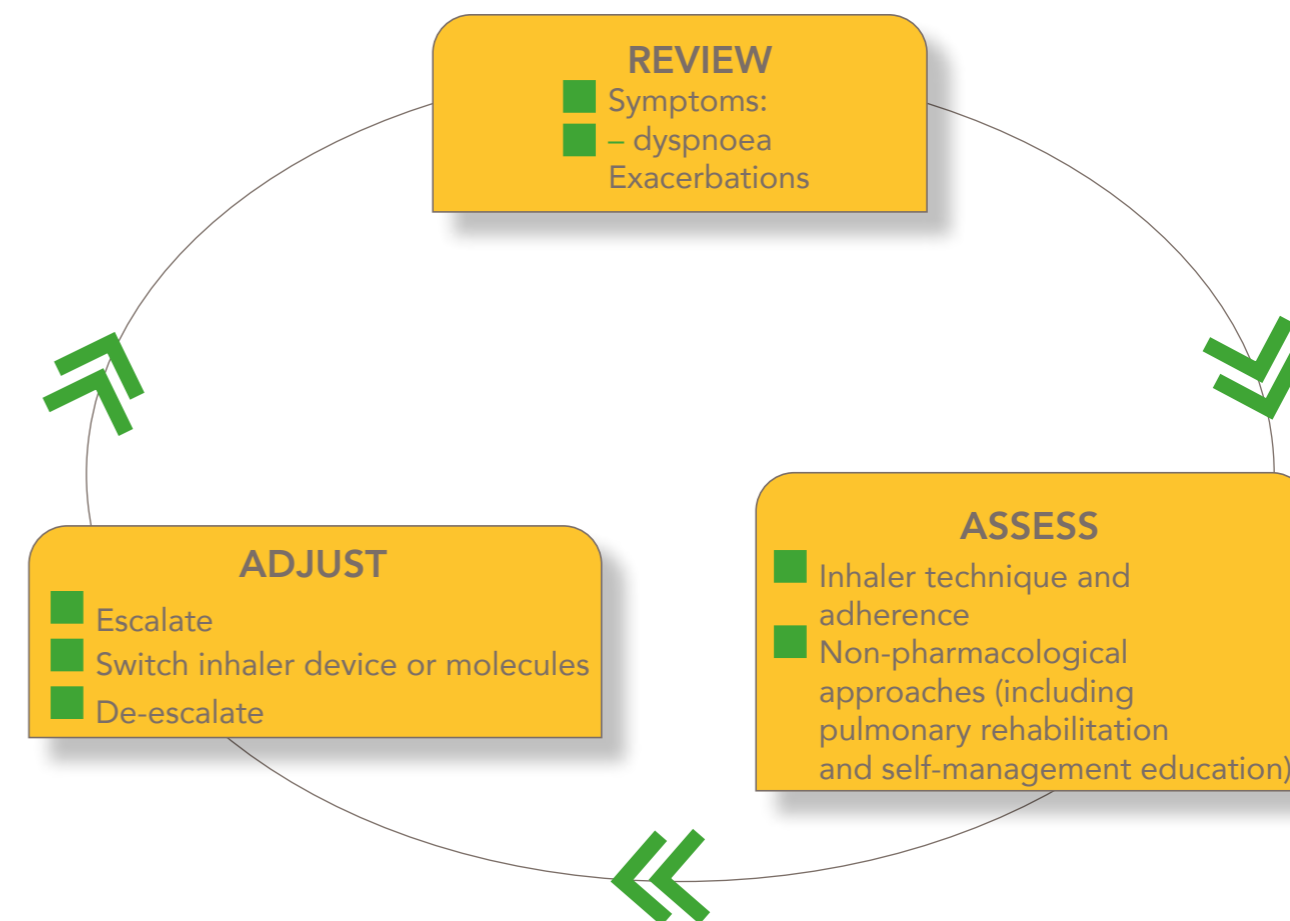 REVIEW
Symptoms:
– dyspnoea
Exacerbations
ASSESS
Inhaler technique and
adherence
Non-pharmacological
approaches (including
pulmonary rehabilitation
and self-management education)
ADJUST
Escalate
Switch inhaler device or molecules
De-escalate